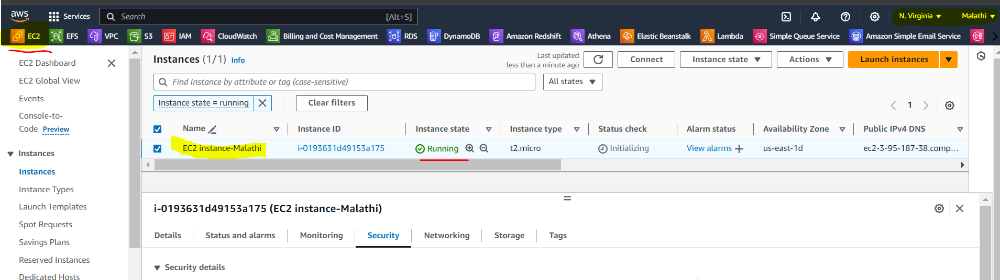 aws
Services
Search
[Alt+S]
N. Virginia
Malathi
EC2
EFS
VPC
S3
IAM
CloudWatch
Billing and Cost Management
RDS
DynamoDB
Amazon Redshift
Athena
Elastic Beanstalk
Lambda
Simple Queue Service
Amazon Simple Email Service
EC2 Dashboard
EC2 Global View
Events
Console-to-
Code Preview
Instances
Instances
Instance Types
Launch Templates
Spot Requests
Savings Plans
Reserved Instances
Dedicated Hosts
Instances (1/1) Info
Last updated
less than a minute ago
Connect
Instance state
Actions
Launch instances
Find Instance by attribute or tag (case-sensitive)
All states
Instance state = running
Clear filters
1
Name
Instance ID
Instance state
Instance type
Status check
Alarm status
Availability Zone
Public IPv4 DNS
EC2 instance-Malathi
i-0193631d49153a175
Running
t2.micro
Initializing
View alarms +
us-east-1d
ec2-3-95-187-38.comp...
i-0193631d49153a175 (EC2 instance-Malathi)
Details
Status and alarms
Monitoring
Security
Networking
Storage
Tags
Security details